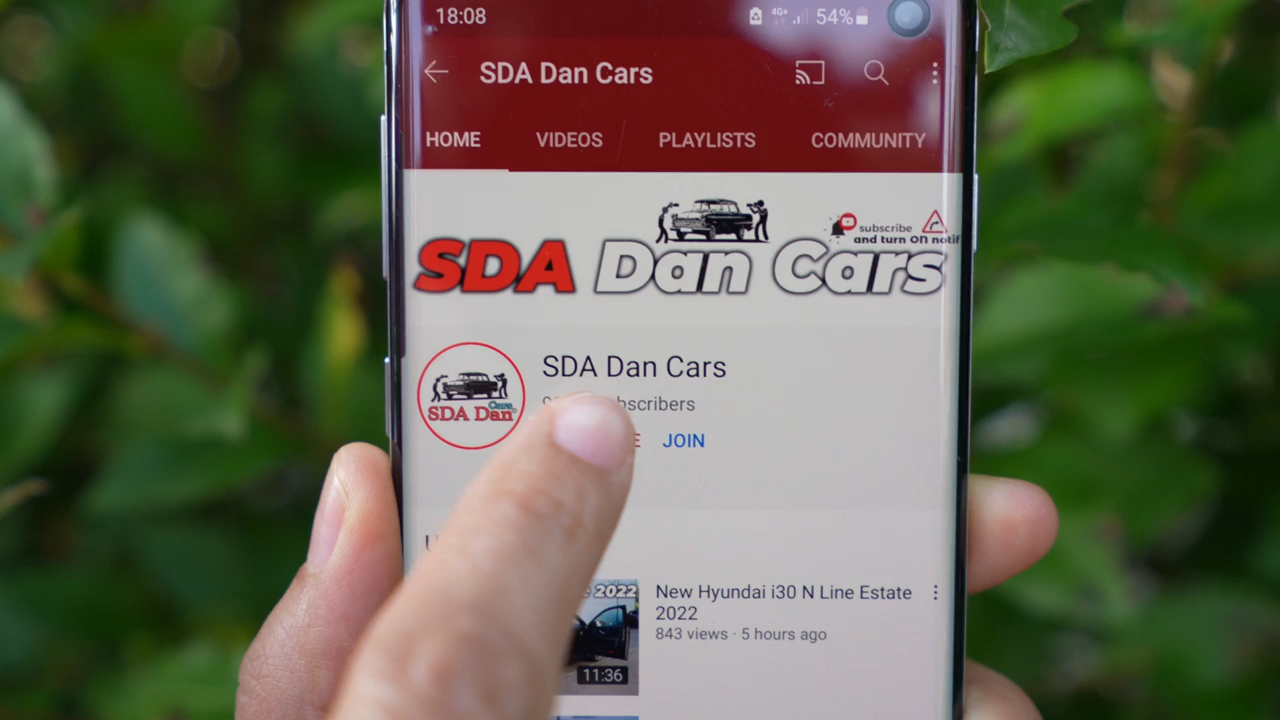 18:08
4G+
54%
SDA Dan Cars
HOME VIDEOS PLAYLISTS COMMUNITY
subscribe
and turn on notif
SDA Dan Cars
SDA Dan Cars
Cars
SDA Dan
JOIN
New Hyundai i30 N Line Estate
2022
843 views · 5 hours ago
2022
11:36